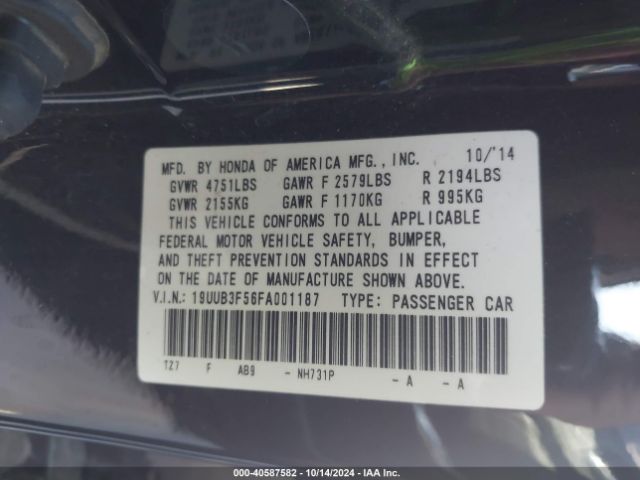 MFD. BY HONDA OF AMERICA MFG., INC. 10/'14
GVWR 4751LBS GAWR F 2579LBS R 2194LBS
GVWR 2155KG GAWR F 1170KG R 995KG
THIS VEHICLE CONFORMS TO ALL APPLICABLE
FEDERAL MOTOR VEHICLE SAFETY, BUMPER,
AND THEFT PREVENTION STANDARDS IN EFFECT
ON THE DATE OF MANUFACTURE SHOWN ABOVE.
V.I.N.: 19UUB3F56FA001187 TYPE: PASSENGER CAR
TZ7 F AB9 - NH731P - A - A
000-40587582 | 10/14/2024 | IAA Inc.